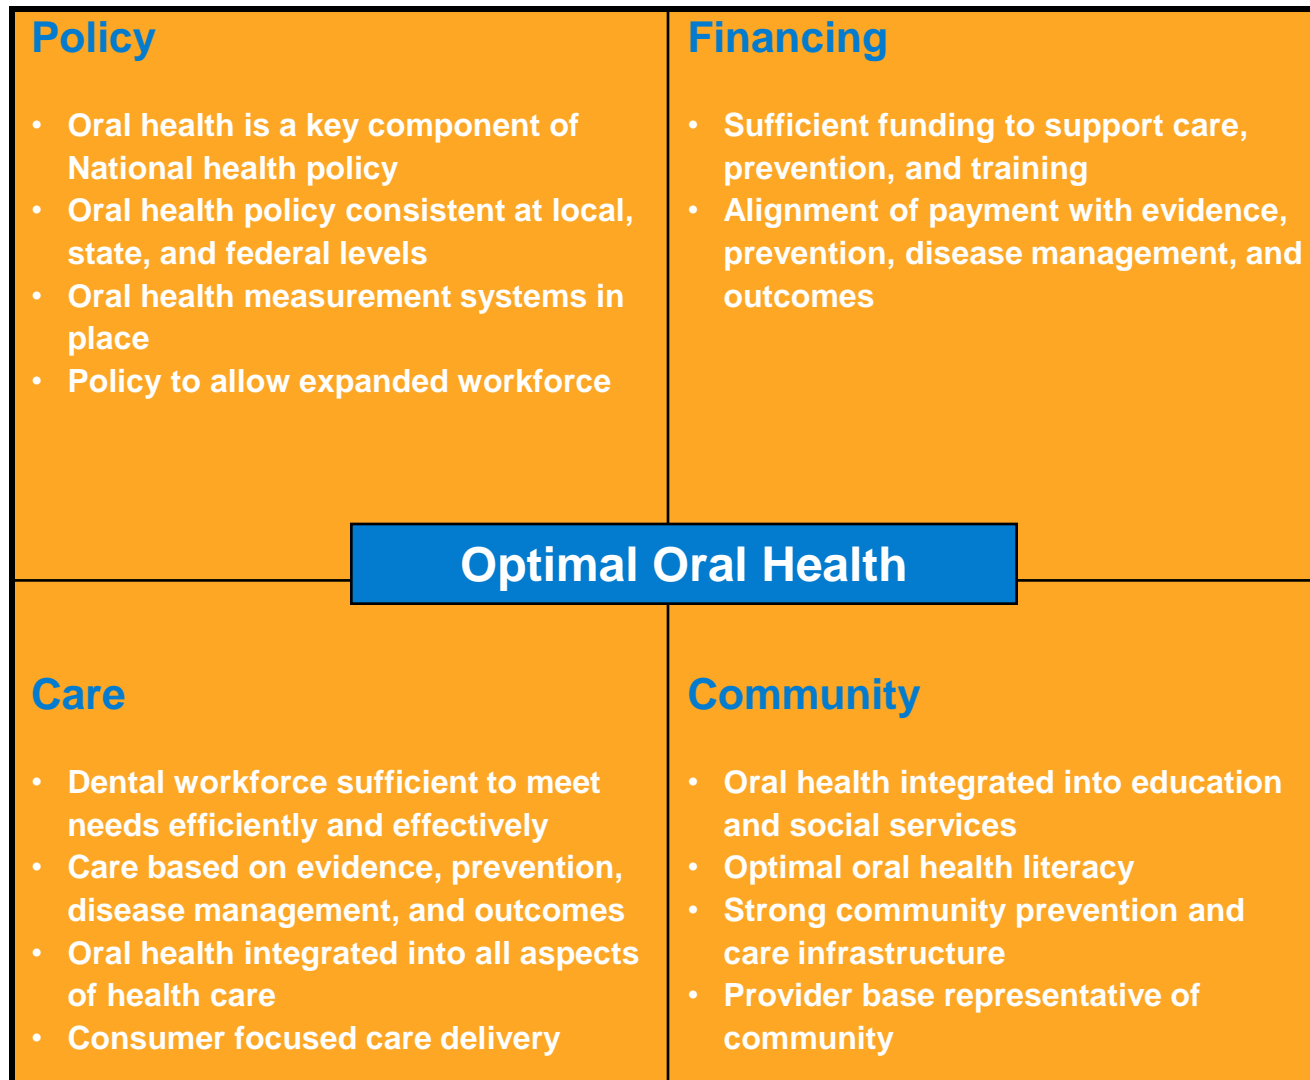 Policy
• Oral health is a key component of
National health policy
• Oral health policy consistent at local,
state, and federal levels
• Oral health measurement systems in
place
• Policy to allow expanded workforce
Financing
• Sufficient funding to support care,
prevention, and training
• Alignment of payment with evidence,
prevention, disease management, and
outcomes
Optimal Oral Health
Care
• Dental workforce sufficient to meet
needs efficiently and effectively
• Care based on evidence, prevention,
disease management, and outcomes
• Oral health integrated into all aspects
of health care
• Consumer focused care delivery
Community
• Oral health integrated into education
and social services
• Optimal oral health literacy
• Strong community prevention and
care infrastructure
• Provider base representative of
community